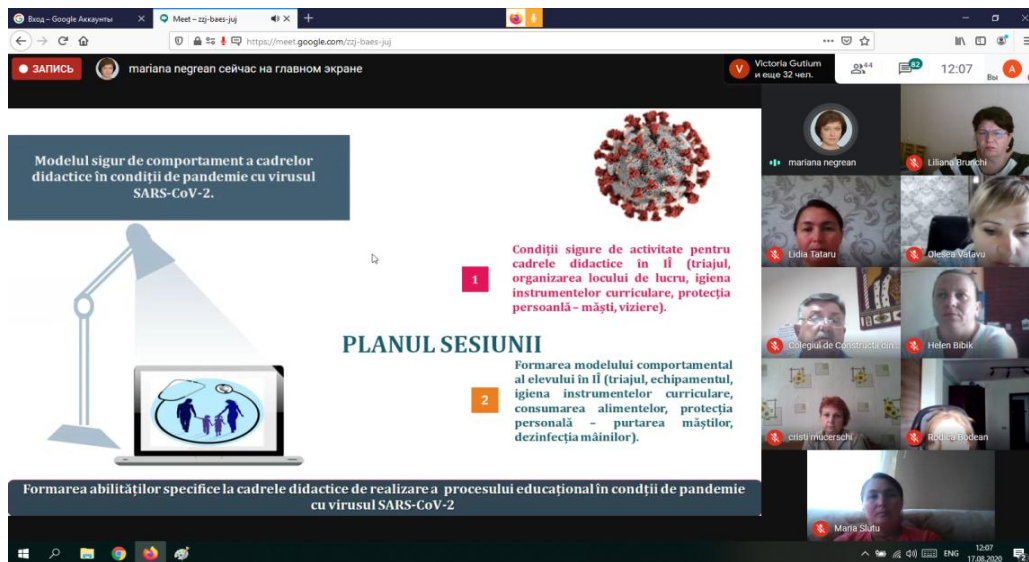 Вход – Google Аккаунты
Meet – zzj-baes-juj
https://meet.google.com/zzj-baes-juj
ЗАПИСЬ
mariana negrean сейчас на главном экране
V
Victoria Gutium
и еще 32 чел.
44
82
12:07
Вы
A
Modelul sigur de comportament a cadrelor
didactice în condiții de pandemie cu virusul
SARS-CoV-2.
1
Condiții sigure de activitate pentru
cadrele didactice în IÎ (triajul,
organizarea locului de lucru, igiena
instrumentelor curriculare, protecția
persoanlă – măști, viziere).
PLANUL SESIUNII
2
Formarea modelului comportamental
al elevului în IÎ (triajul, echipamentul,
igiena instrumentelor curriculare,
consumarea alimentelor, protecția
personală – purtarea măștilor,
dezinfecția mâinilor).
Formarea abilităților specifice la cadrele didactice de realizare a procesului educațional în condții de pandemie
cu virusul SARS-CoV-2
mariana negrean
Liliana Brunchi
Lidia Tataru
Olesea Vatavu
Colegiul de Constructii din...
Helen Bibik
cristi mucerschi
Rodica Bodean
Maria Slutu
ENG
12:07
17.08.2020